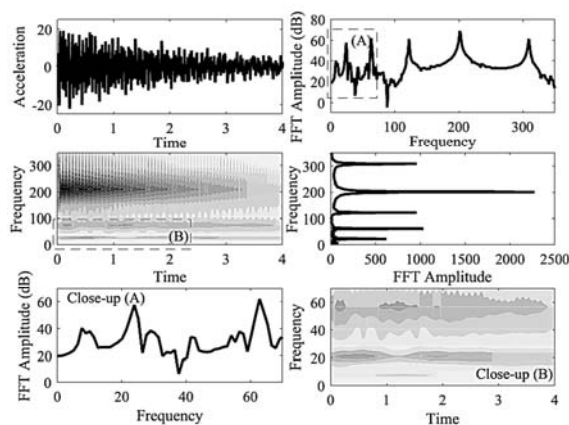 Acceleration
20
0
-20
0 1 2 3 4
Time
FFT Amplitude (dB)
80
60
40
20
0
0 100 200 300
Frequency
(A)
Frequency
300
200
100
0
0 1 2 3 4
Time
(B)
Frequency
300
200
100
0
0 500 1000 1500 2000 2500
FFT Amplitude
FFT Amplitude (dB)
60
40
20
0
0 20 40 60
Frequency
Close-up (A)
Frequency
60
40
20
0
0 1 2 3 4
Time
Close-up (B)